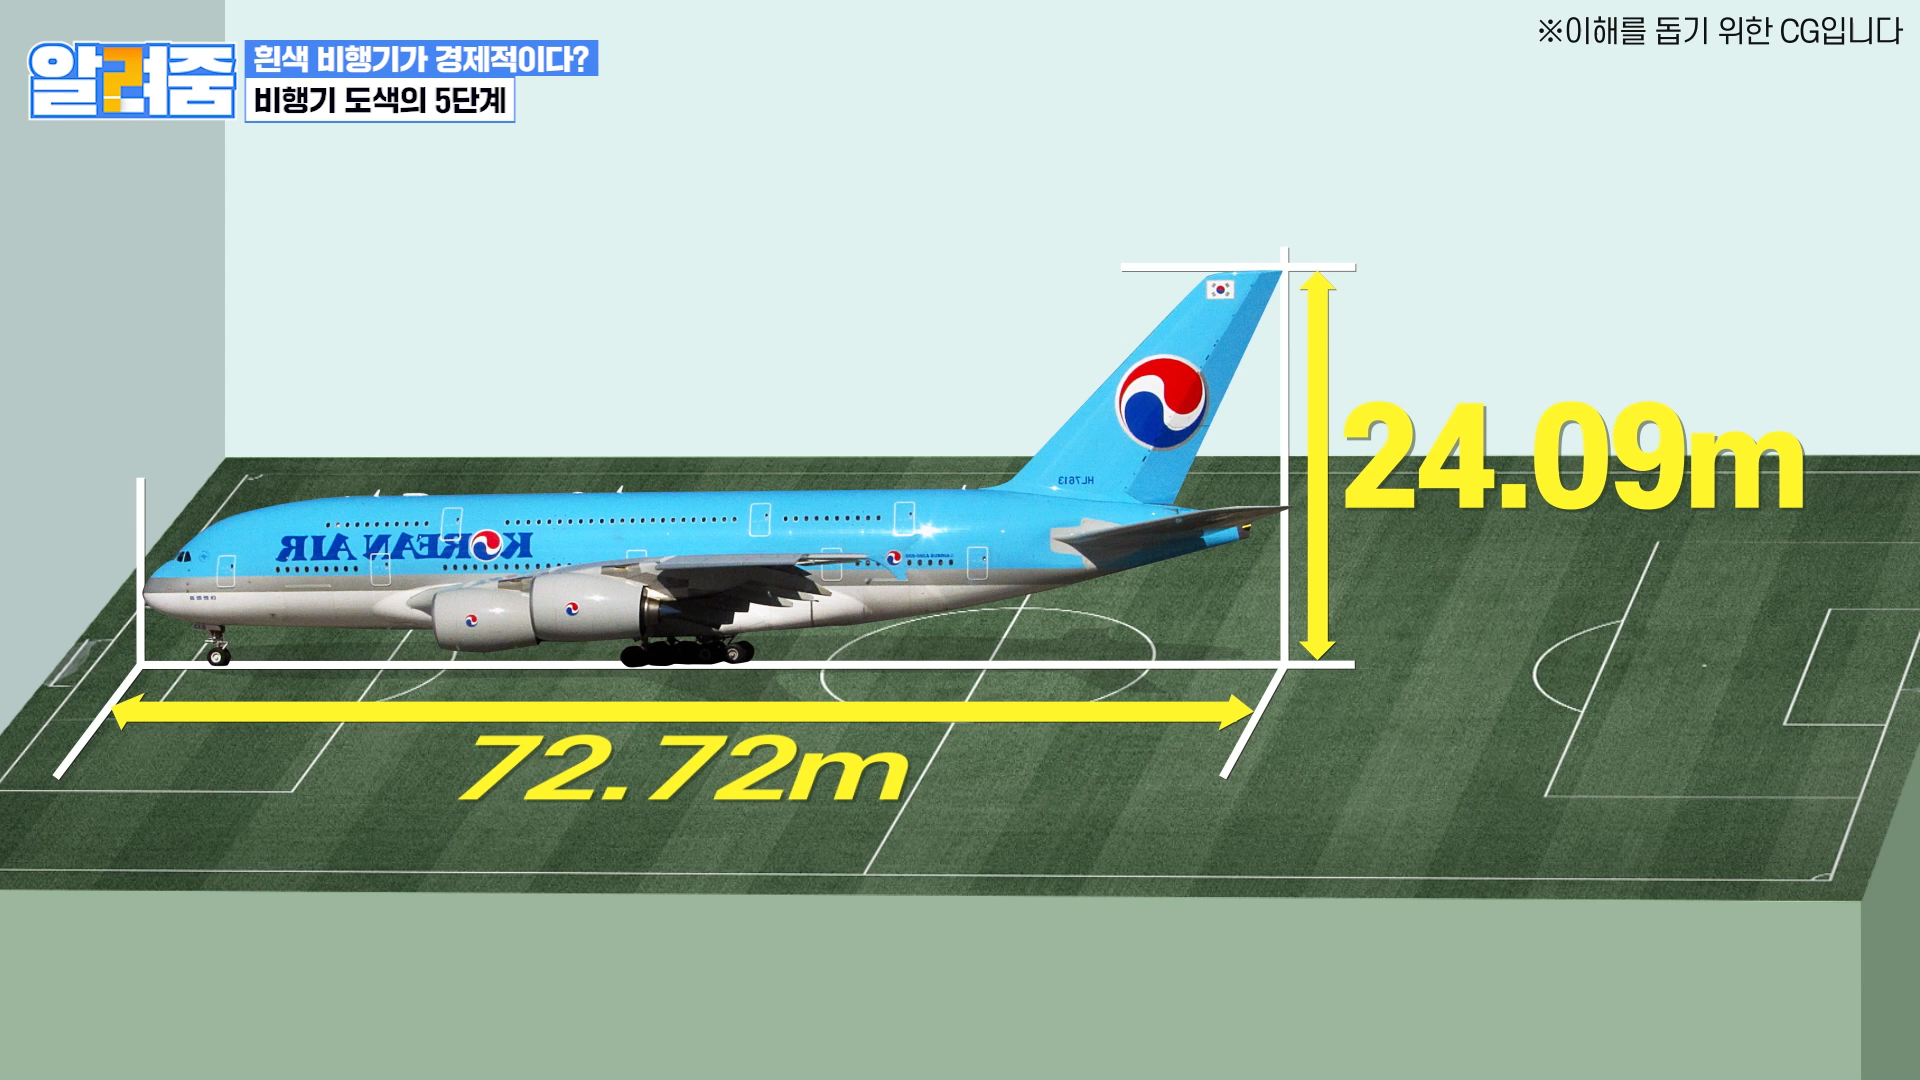 ※이해를 돕기 위한 CG입니다
알려줌
흰색 비행기가 경제적이다?
비행기 도색의 5단계
24.09m
HL7613
KOREAN AIR
72.72m